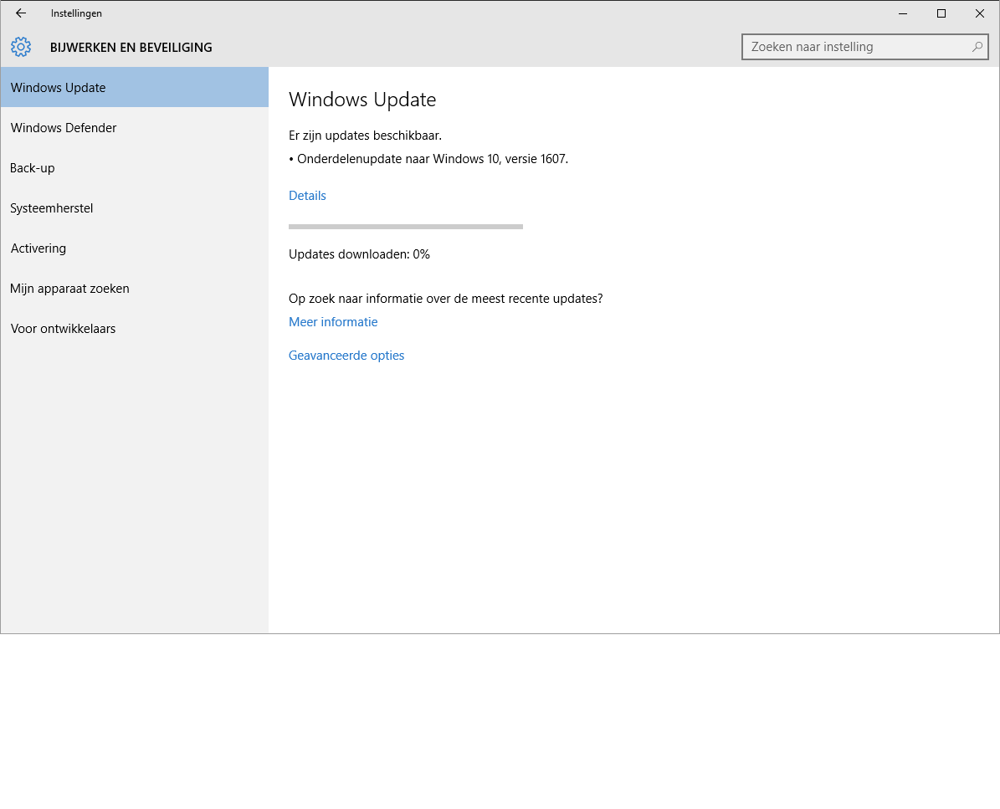 Instellingen
BIJWERKEN EN BEVEILIGING
Zoeken naar instelling
Windows Update
Windows Defender
Back-up
Systeemherstel
Activering
Mijn apparaat zoeken
Voor ontwikkelaars
Windows Update
Er zijn updates beschikbaar.
• Onderdelenupdate naar Windows 10, versie 1607.
Details
Updates downloaden: 0%
Op zoek naar informatie over de meest recente updates?
Meer informatie
Geavanceerde opties